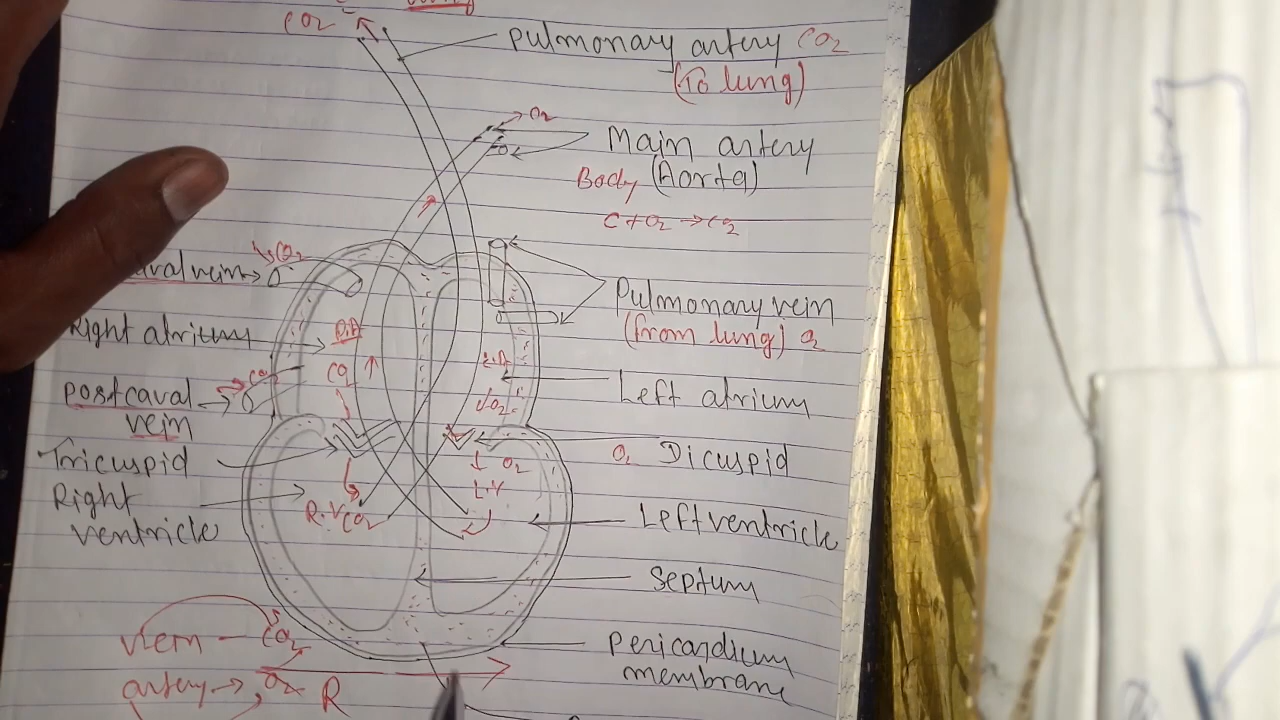 CO2
pulmonary artery CO2
(To lung)
O2
Main artery
Body (Aorta)
C + O2 → CO2
CO2
caval vein
Pulmonary vein
(from lung) O2
Right atrium
R.A
CO2
L.A
O2
Left atrium
CO2
postcaval
vein
Tricuspid
O2
O2 Dicuspid
Right
ventricle
L.V
R.V CO2
Left ventricle
Septum
vien - CO2
artery → O2 R
pericardium
membrane